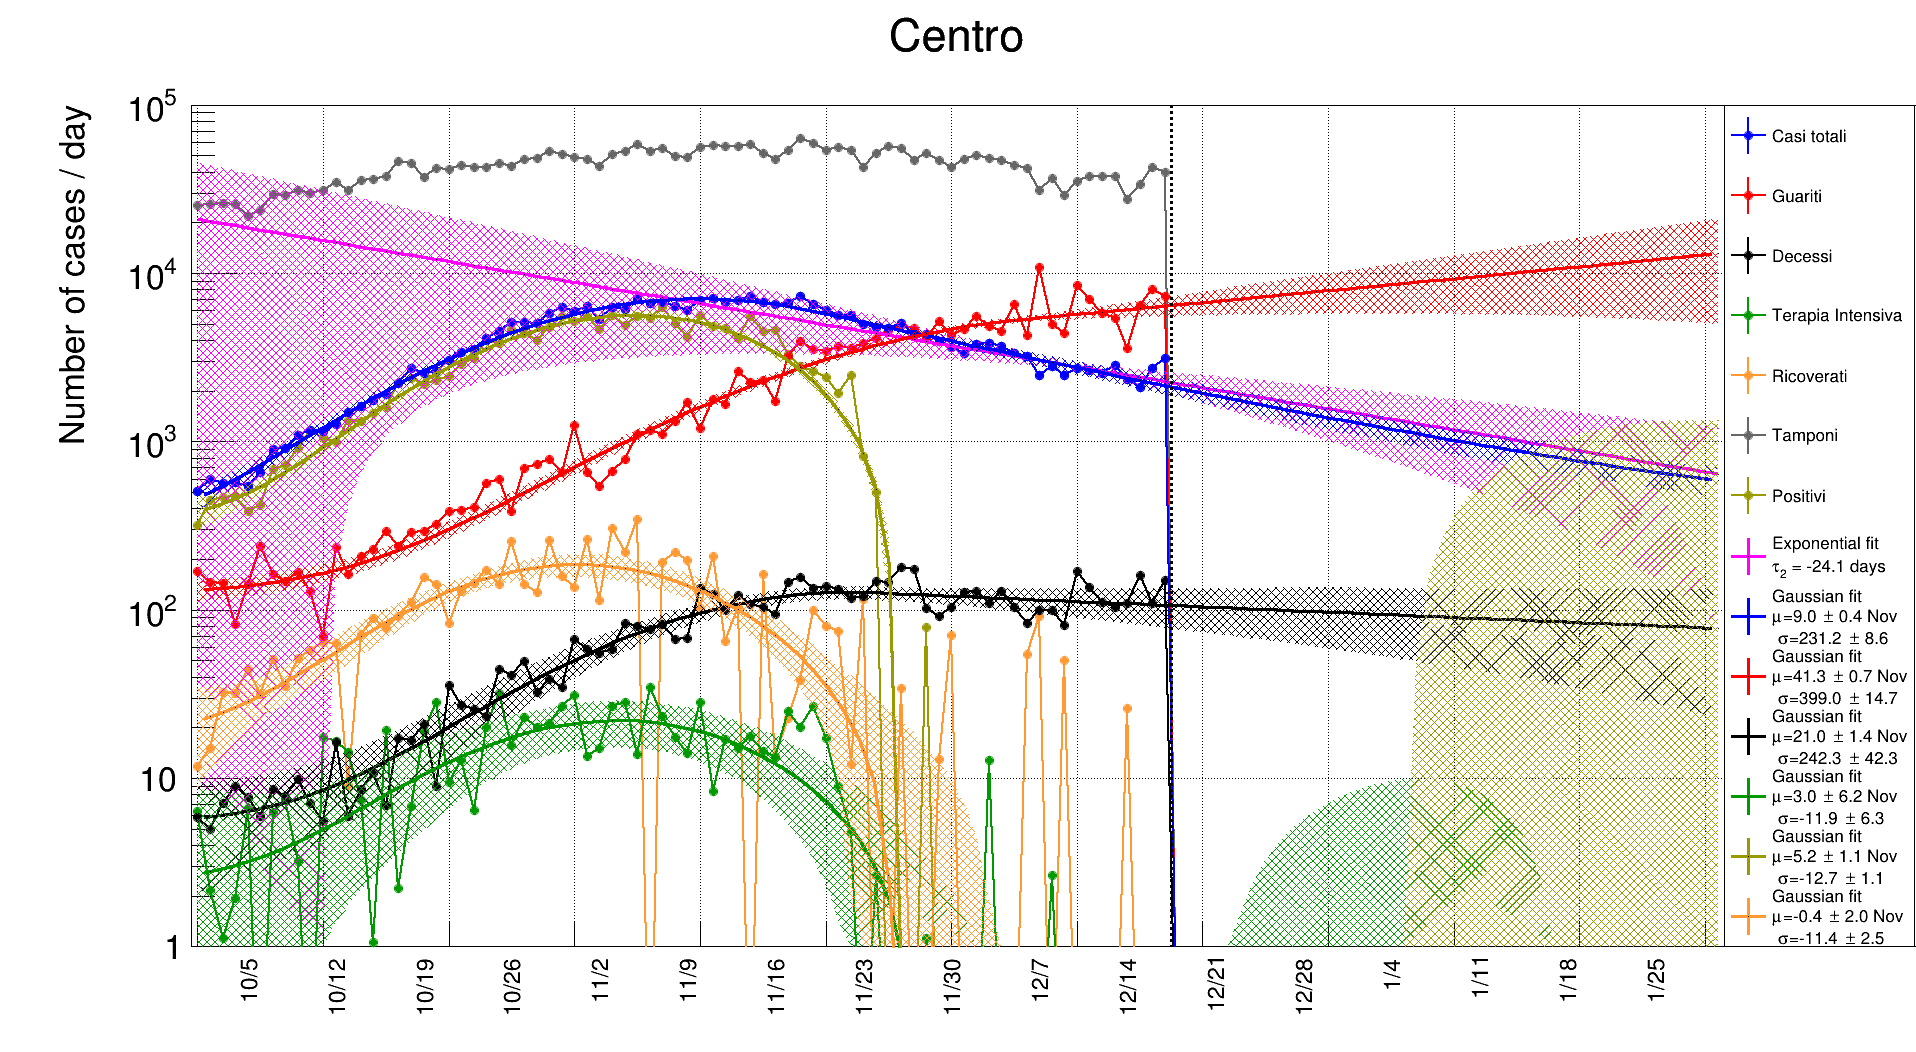 Centro
Number of cases / day
10^5
10^4
10^3
10^2
10
1
10/5
10/12
10/19
10/26
11/2
11/9
11/16
11/23
11/30
12/7
12/14
12/21
12/28
1/4
1/11
1/18
1/25
Casi totali
Guariti
Decessi
Terapia Intensiva
Ricoverati
Tamponi
Positivi
Exponential fit
τ₂ = -24.1 days
Gaussian fit
μ=9.0 ± 0.4 Nov
σ=231.2 ± 8.6
Gaussian fit
μ=41.3 ± 0.7 Nov
σ=399.0 ± 14.7
Gaussian fit
μ=21.0 ± 1.4 Nov
σ=242.3 ± 42.3
Gaussian fit
μ=3.0 ± 6.2 Nov
σ=-11.9 ± 6.3
Gaussian fit
μ=5.2 ± 1.1 Nov
σ=-12.7 ± 1.1
Gaussian fit
μ=-0.4 ± 2.0 Nov
σ=-11.4 ± 2.5